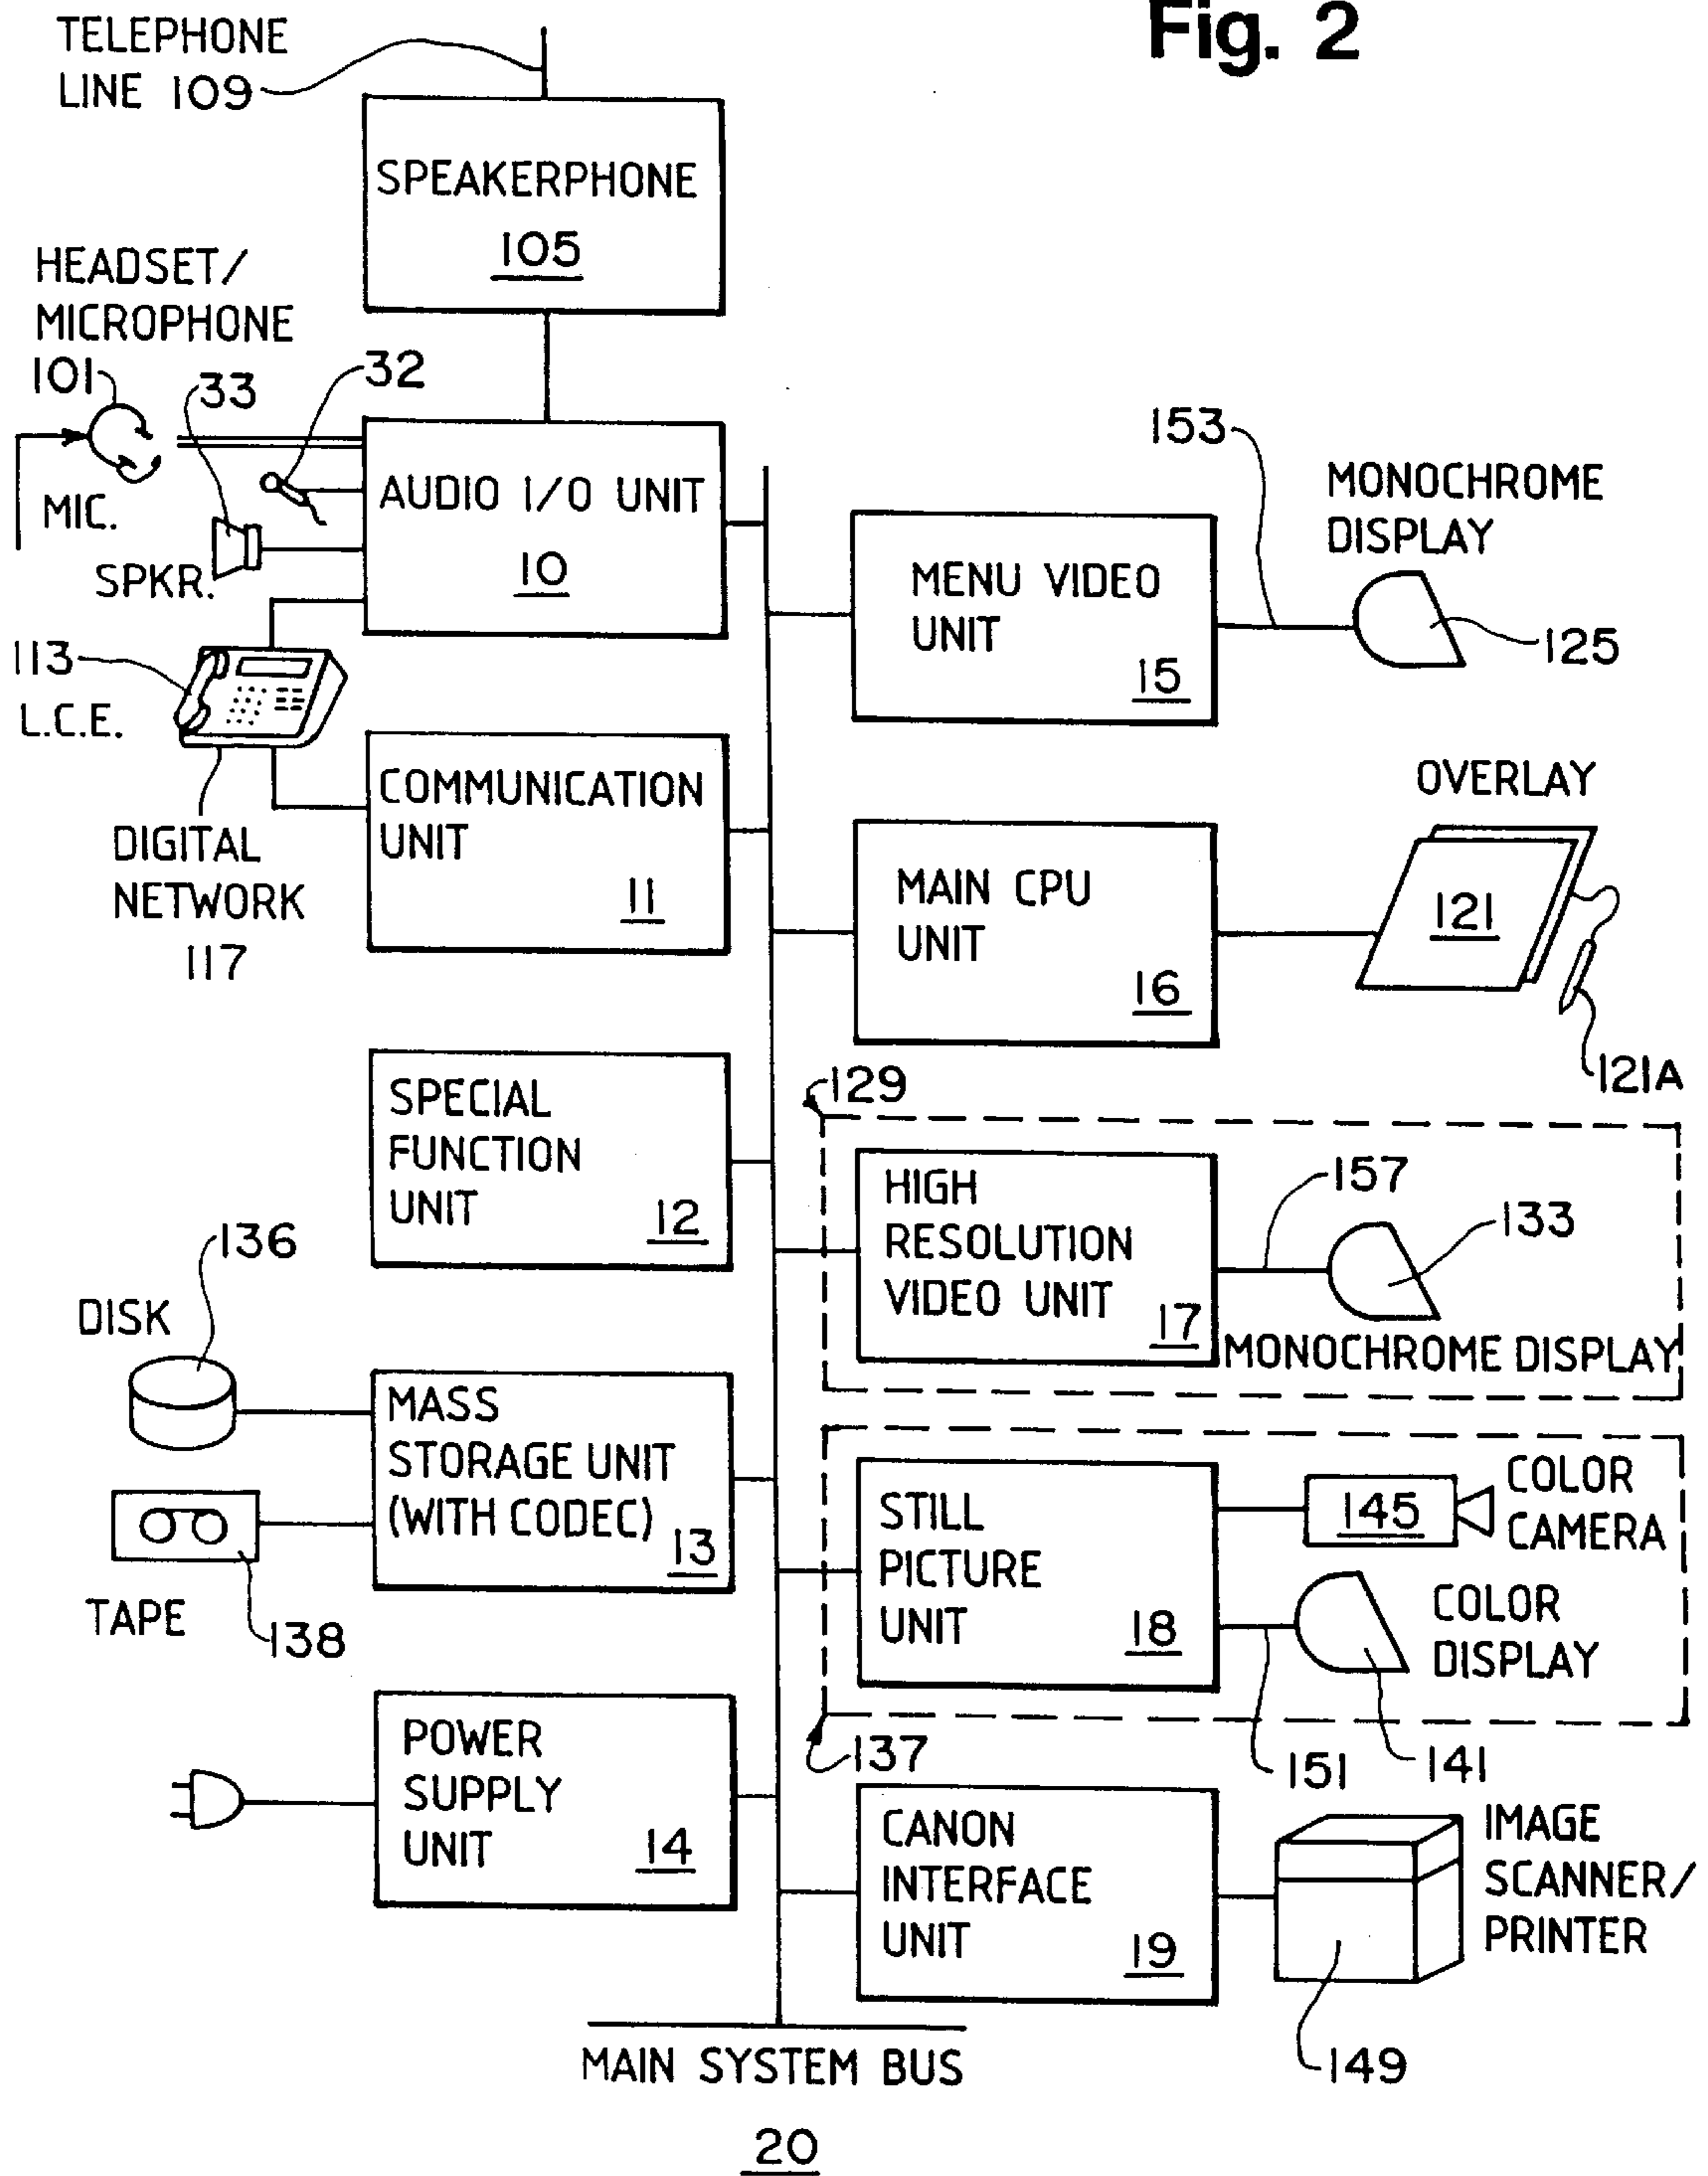 Fig. 2
TELEPHONE
LINE 109
SPEAKERPHONE
105
HEADSET/
MICROPHONE
101
33
32
MIC.
SPKR.
AUDIO I/O UNIT
10
153
MONOCHROME
DISPLAY
MENU VIDEO
UNIT
15
125
113
L.C.E.
DIGITAL
NETWORK
117
COMMUNICATION
UNIT
11
OVERLAY
MAIN CPU
UNIT
16
121
121A
SPECIAL
FUNCTION
UNIT
12
129
HIGH
RESOLUTION
VIDEO UNIT
17
157
133
MONOCHROME DISPLAY
136
DISK
MASS
STORAGE UNIT
(WITH CODEC)
13
TAPE
138
STILL
PICTURE
UNIT
18
145
COLOR
CAMERA
COLOR
DISPLAY
137
151
141
POWER
SUPPLY
UNIT
14
CANON
INTERFACE
UNIT
19
IMAGE
SCANNER/
PRINTER
149
MAIN SYSTEM BUS
20